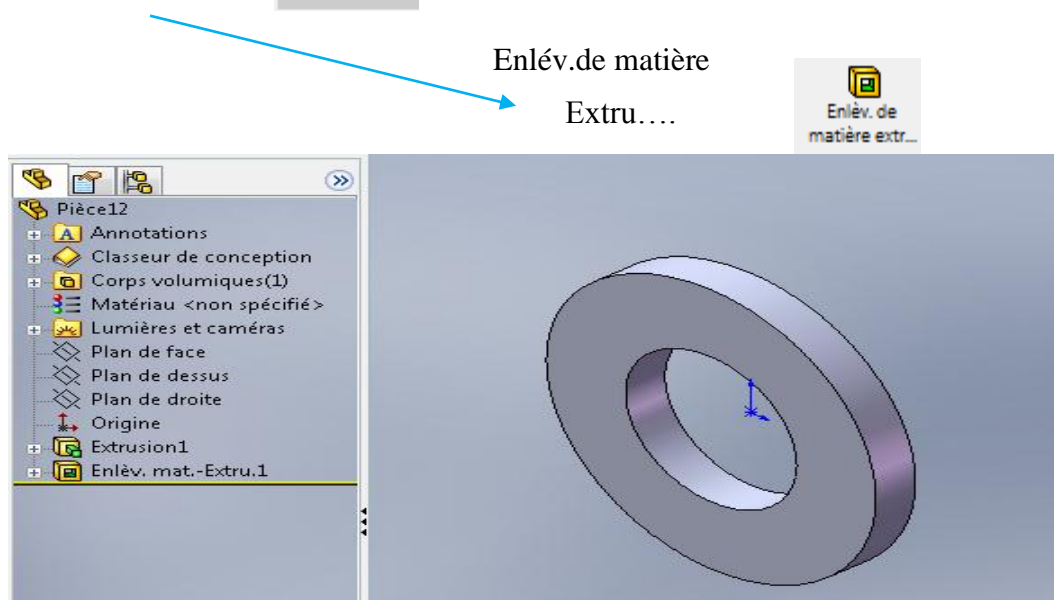 Enlév.de matière
Extru….
Enlèv. de
matière extr...
Pièce12
A Annotations
Classeur de conception
Corps volumiques(1)
Matériau <non spécifié>
Lumières et caméras
Plan de face
Plan de dessus
Plan de droite
Origine
Extrusion1
Enlèv. mat.-Extru.1